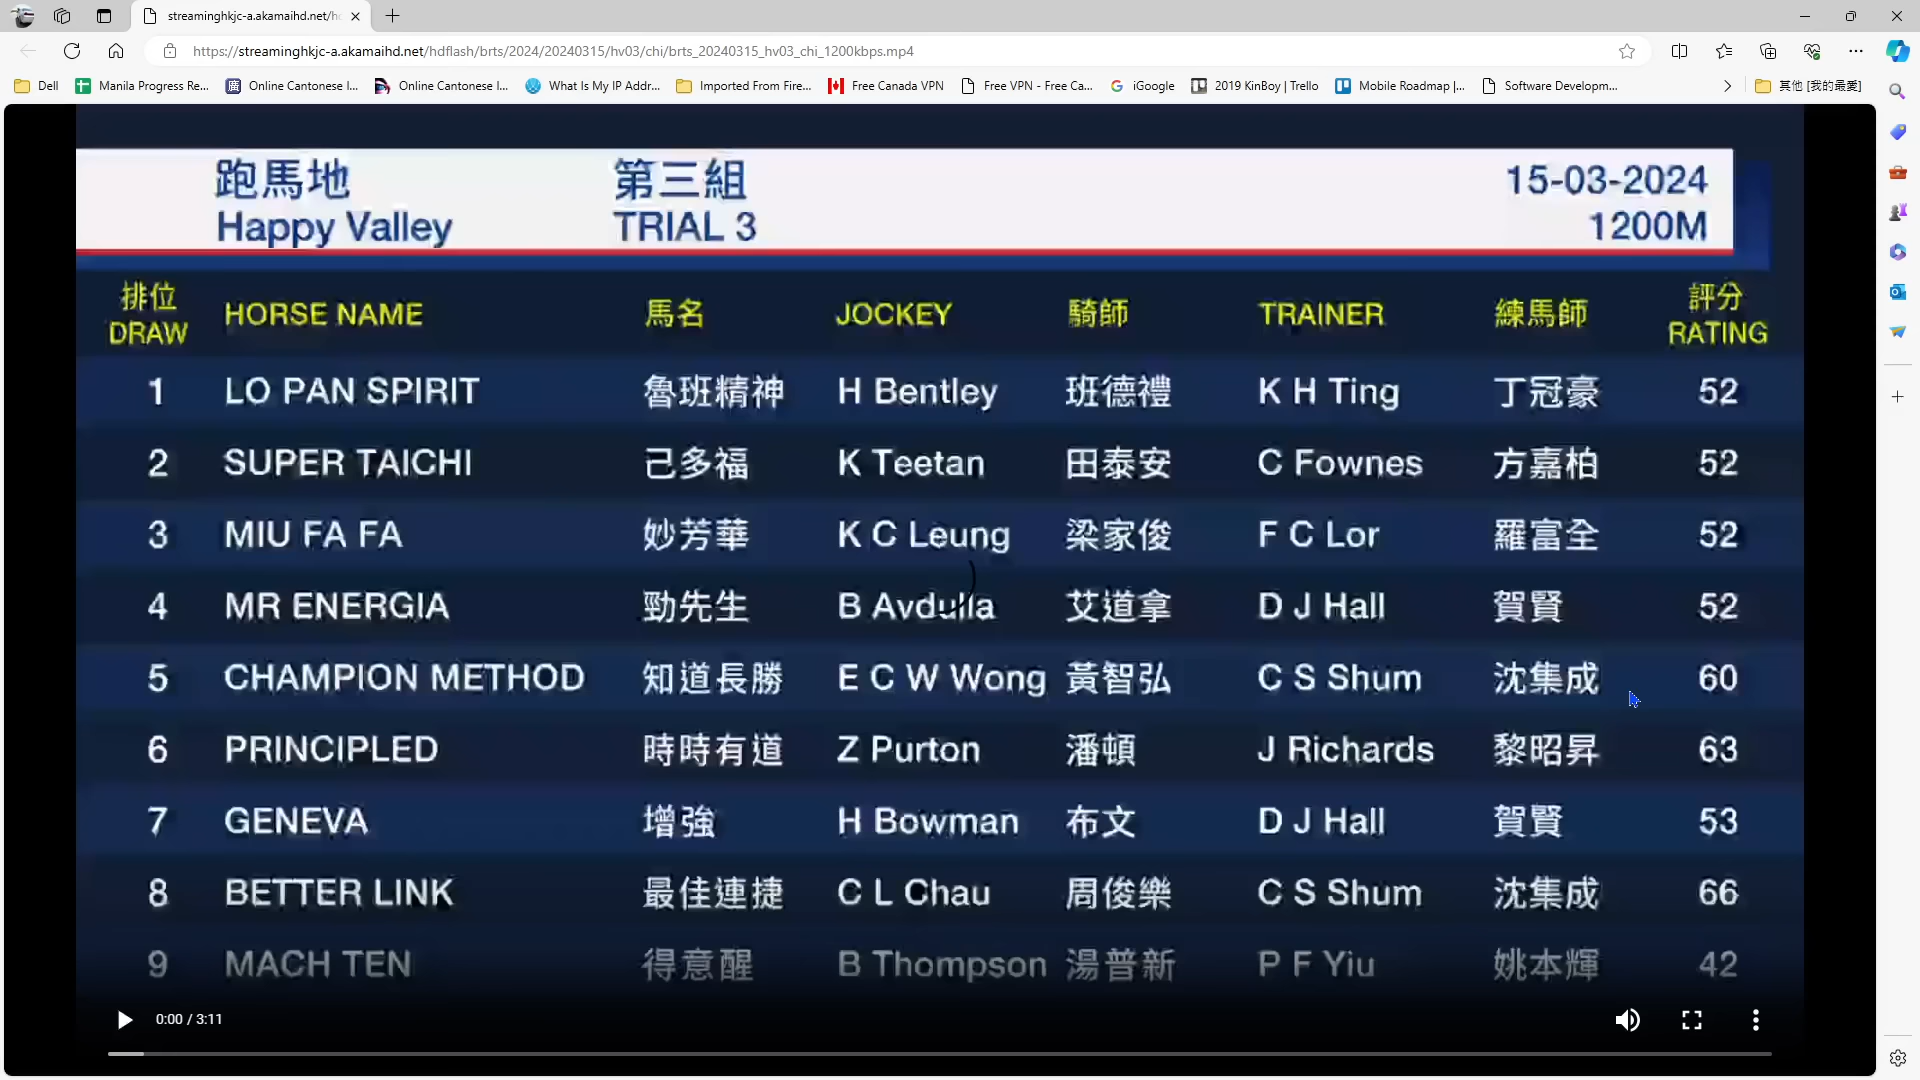 streaminghkjc-a.akamaihd.net/h
https://streaminghkjc-a.akamaihd.net/hdflash/brts/2024/20240315/hv03/chi/brts_20240315_hv03_chi_1200kbps.mp4
Dell Manila Progress Re... Online Cantonese I... Online Cantonese I... What Is My IP Addr... Imported From Fire... Free Canada VPN Free VPN - Free Ca... iGoogle 2019 KinBoy | Trello Mobile Roadmap |... Software Developm... 其他 [我的最愛]
跑馬地 第三組 15-03-2024
Happy Valley TRIAL 3 1200M
排位 評分
DRAW HORSE NAME 馬名 JOCKEY 騎師 TRAINER 練馬師 RATING
1 LO PAN SPIRIT 魯班精神 H Bentley 班德禮 K H Ting 丁冠豪 52
2 SUPER TAICHI 己多福 K Teetan 田泰安 C Fownes 方嘉柏 52
3 MIU FA FA 妙芳華 K C Leung 梁家俊 F C Lor 羅富全 52
4 MR ENERGIA 勁先生 B Avdulla 艾道拿 D J Hall 賀賢 52
5 CHAMPION METHOD 知道長勝 E C W Wong 黃智弘 C S Shum 沈集成 60
6 PRINCIPLED 時時有道 Z Purton 潘頓 J Richards 黎昭昇 63
7 GENEVA 增強 H Bowman 布文 D J Hall 賀賢 53
8 BETTER LINK 最佳連捷 C L Chau 周俊樂 C S Shum 沈集成 66
9 MACH TEN 得意醒 B Thompson 湯普新 P F Yiu 姚本輝 42
0:00 / 3:11